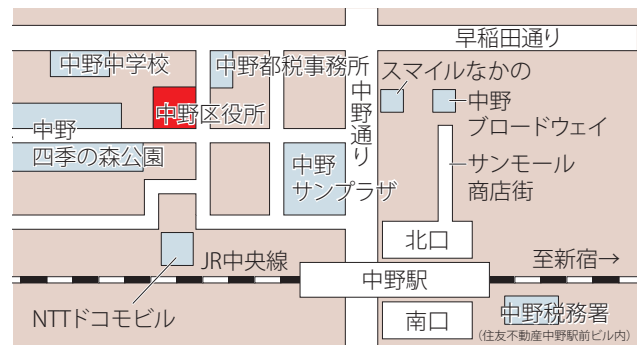 早稲田通り
中野中学校
中野都税事務所
スマイルなかの
中野区役所
中野通り
中野
ブロードウェイ
中野
四季の森公園
中野
サンプラザ
サンモール
商店街
北口
JR中央線
至新宿→
中野駅
NTTドコモビル
南口
中野税務署
(住友不動産中野駅前ビル内)